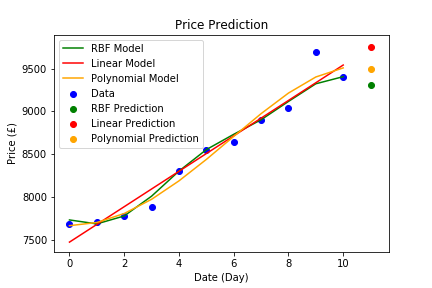 Price Prediction
RBF Model
Linear Model
Polynomial Model
Data
RBF Prediction
Linear Prediction
Polynomial Prediction
Price (£)
9500
9000
8500
8000
7500
0 2 4 6 8 10
Date (Day)